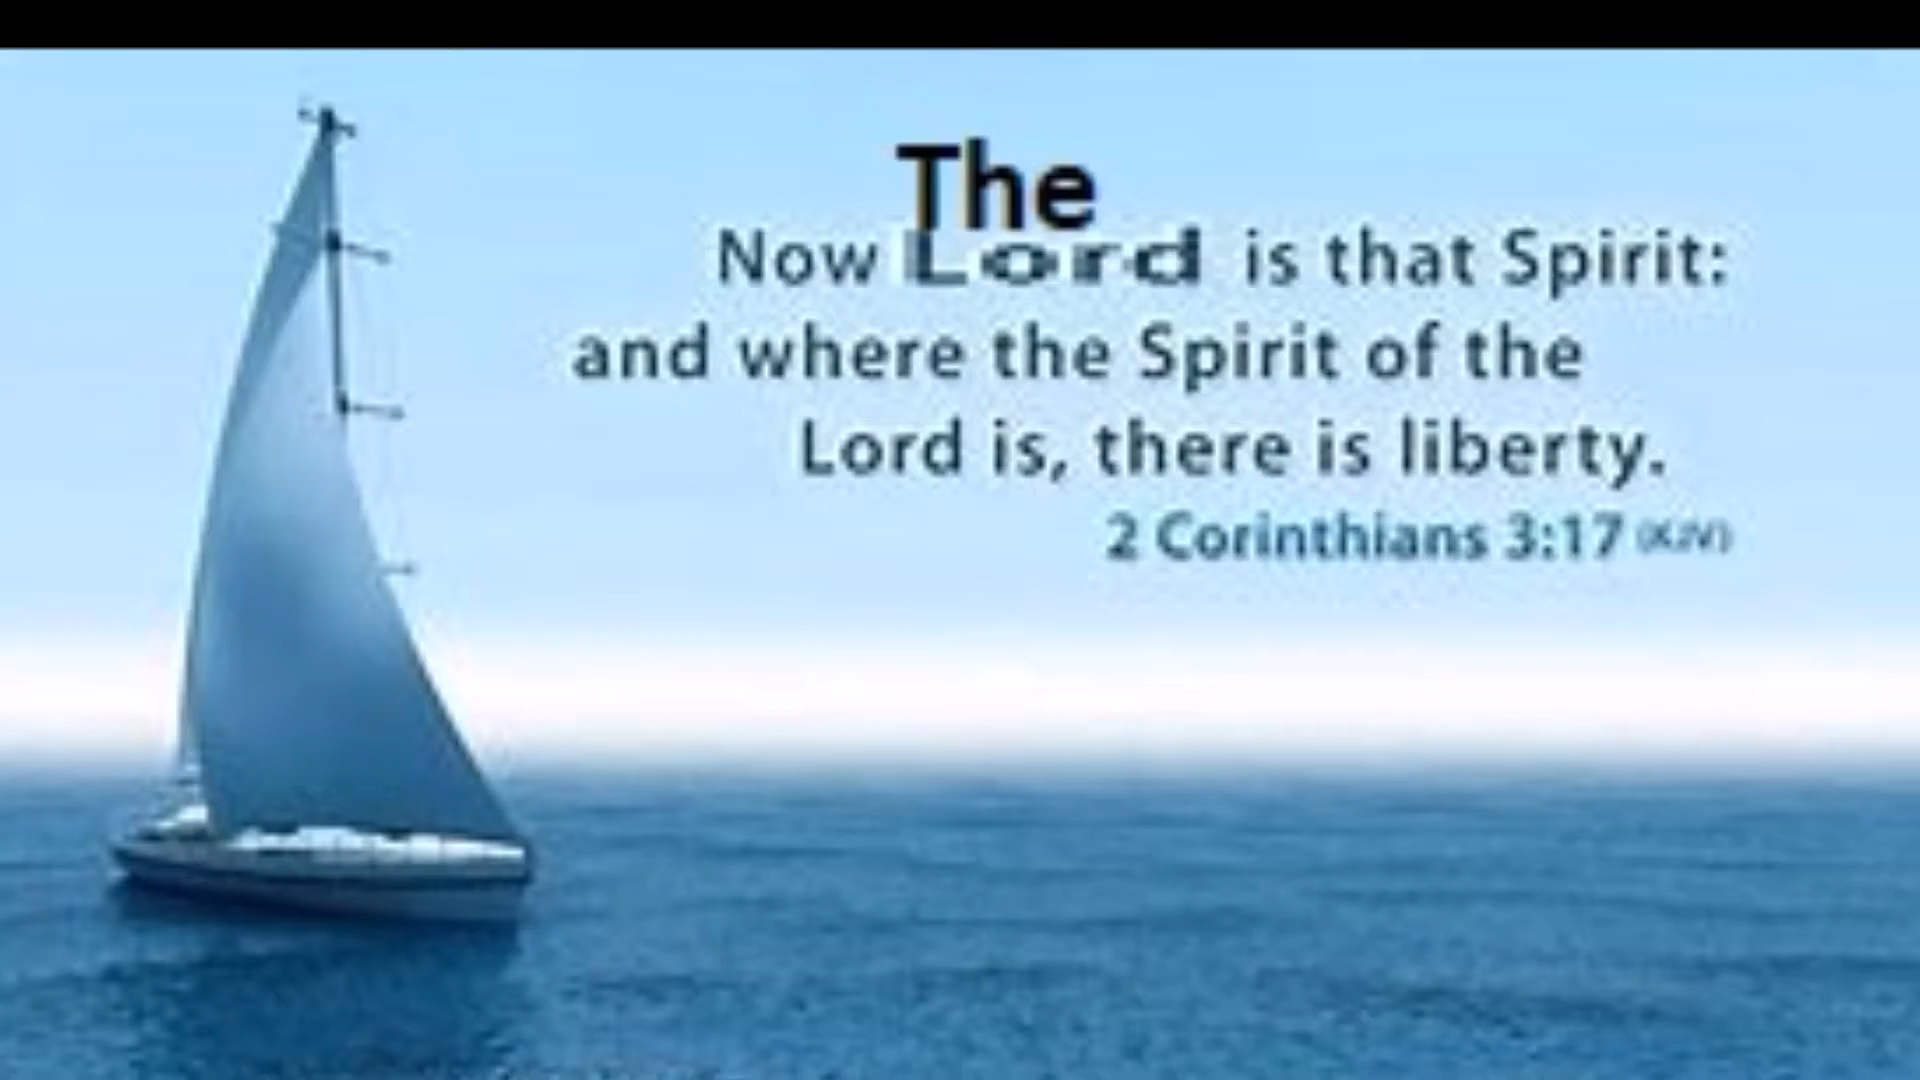 The
Now Lord is that Spirit:
and where the Spirit of the
Lord is, there is liberty.
2 Corinthians 3:17 (KJV)